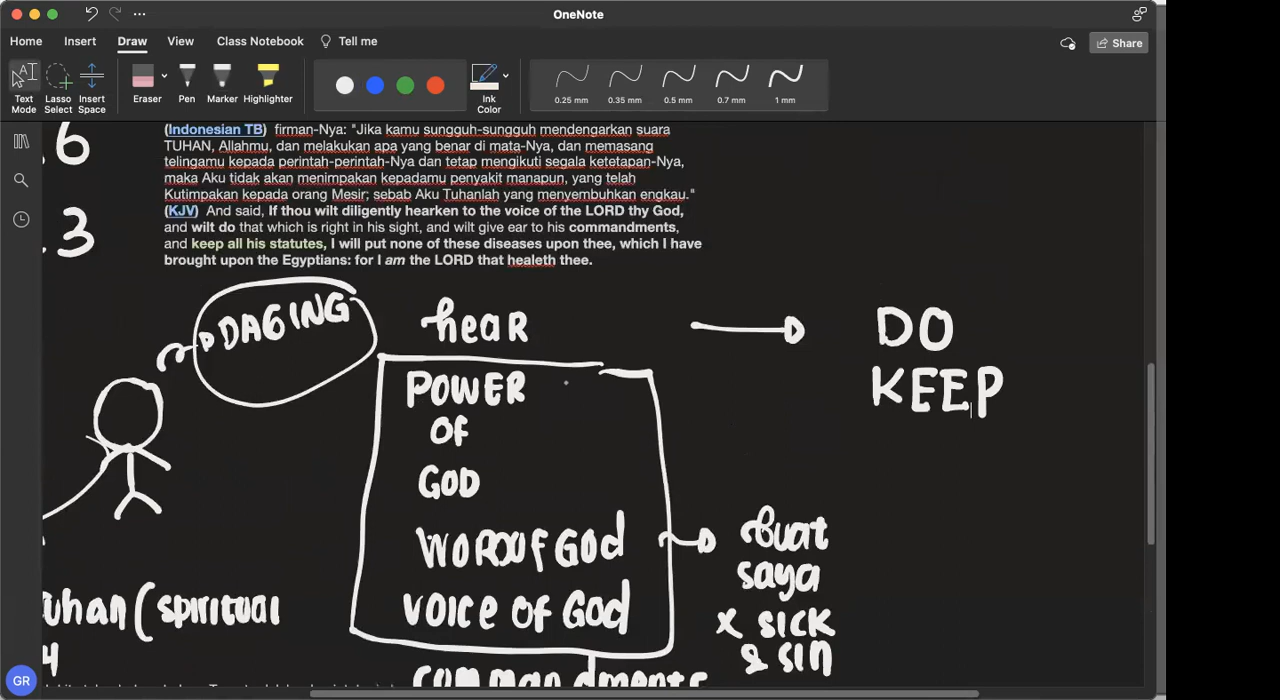 OneNote
Home Insert Draw View Class Notebook Tell me
Share
Text Mode
Lasso Select
Insert Space
Eraser
Pen
Marker
Highlighter
Ink Color
0.25 mm 0.35 mm 0.5 mm 0.7 mm 1 mm
.6
.3
(Indonesian TB) firman-Nya: "Jika kamu sungguh-sungguh mendengarkan suara
TUHAN, Allahmu, dan melakukan apa yang benar di mata-Nya, dan memasang
telingamu kepada perintah-perintah-Nya dan tetap mengikuti segala ketetapan-Nya,
maka Aku tidak akan menimpakan kepadamu penyakit manapun, yang telah
Kutimpakan kepada orang Mesir; sebab Aku Tuhanlah yang menyembuhkan engkau."
(KJV) And said, If thou wilt diligently hearken to the voice of the LORD thy God,
and wilt do that which is right in his sight, and wilt give ear to his commandments,
and keep all his statutes, I will put none of these diseases upon thee, which I have
brought upon the Egyptians: for I am the LORD that healeth thee.
DAGING
heaR
DO
KEEP
POWER
OF
GOD
WORD OF GOD
VOICE OF GOD
buat
saya
x SICK
& SIN
uhan (spiritual
commandments
GR